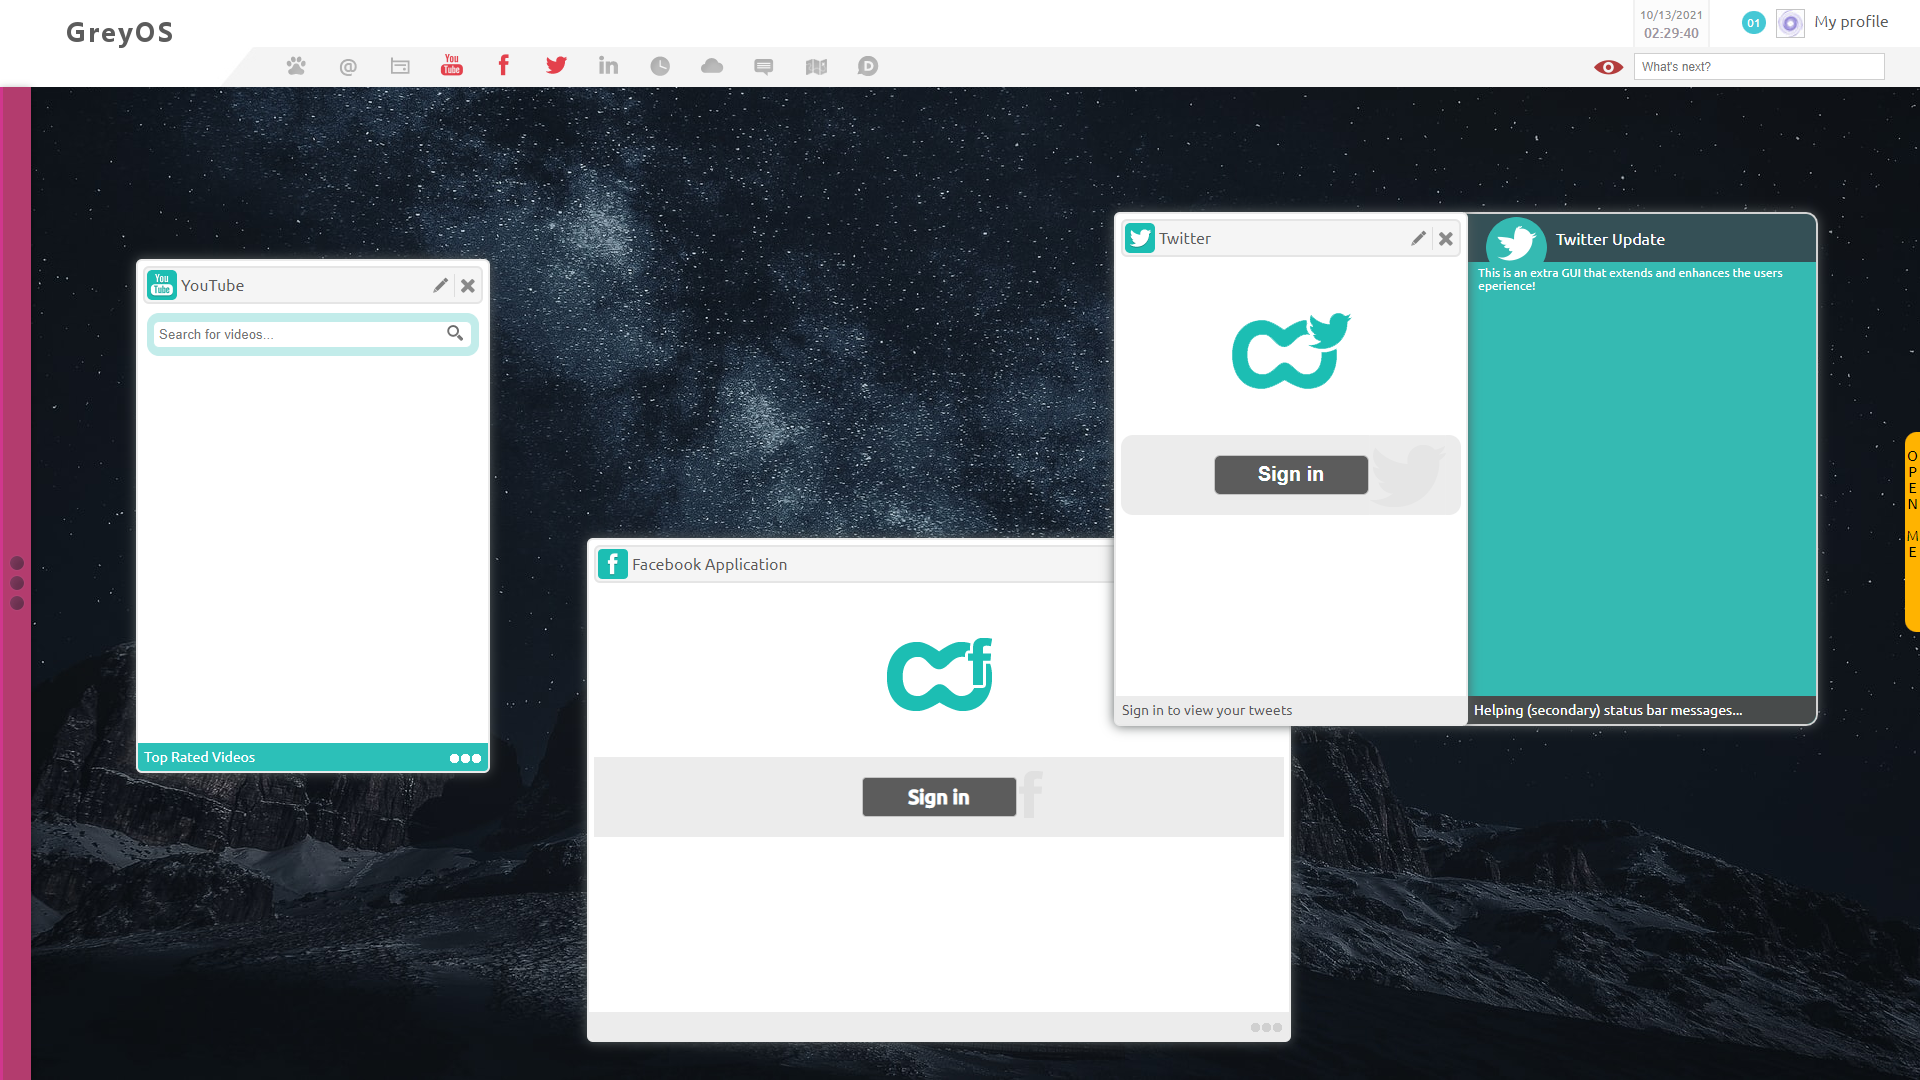 GreyOS
10/13/2021
02:29:40
01
My profile
You
Tube
What's next?
You
Tube
YouTube
Search for videos...
Top Rated Videos
Facebook Application
Sign in
Twitter
Sign in
Sign in to view your tweets
Twitter Update
This is an extra GUI that extends and enhances the users
eperience!
Helping (secondary) status bar messages...
OPEN ME